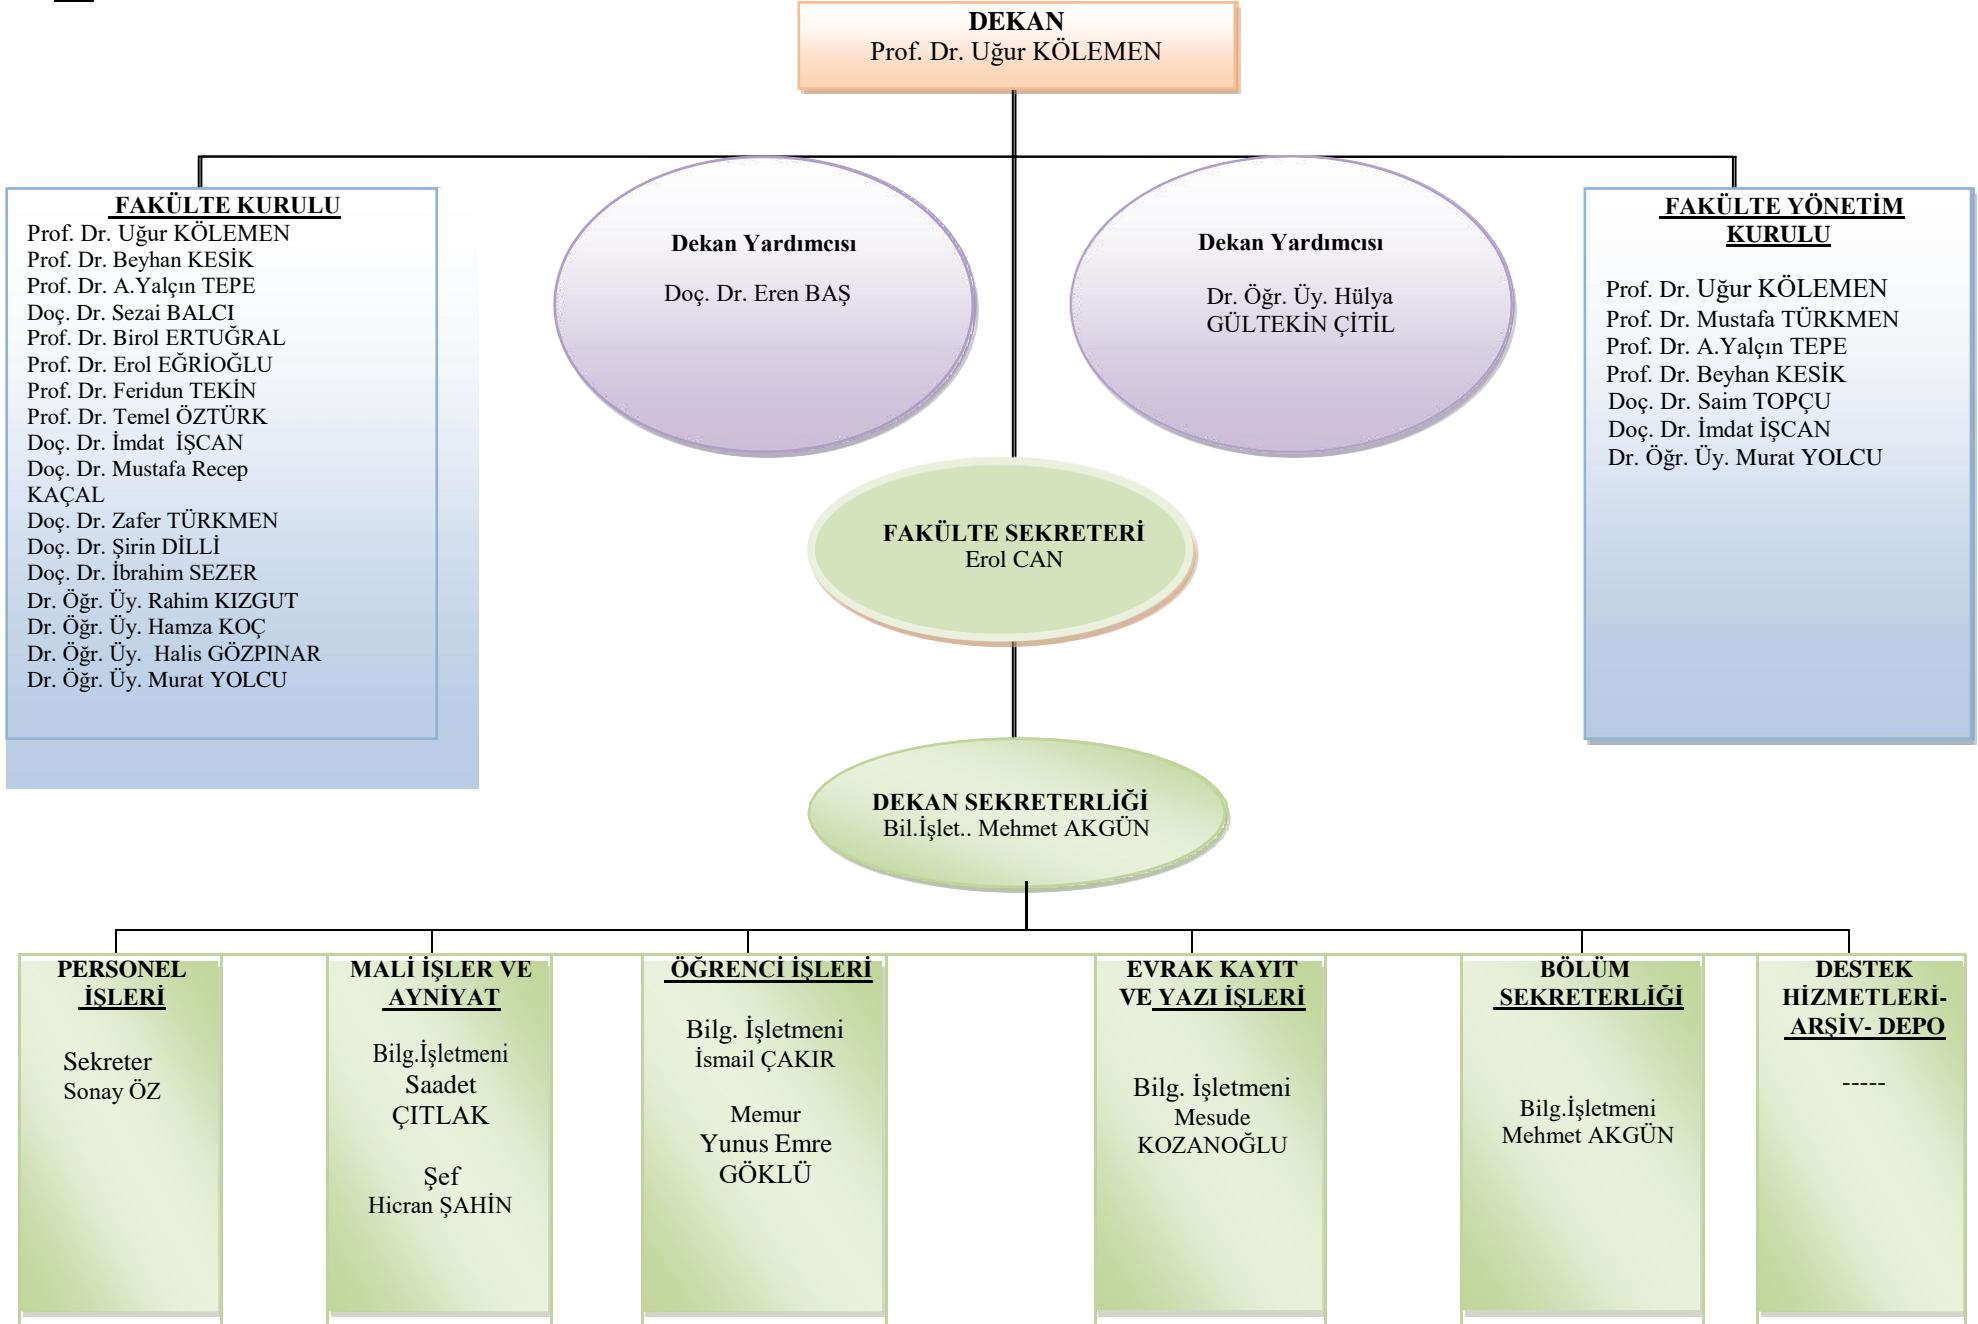 DEKAN
Prof. Dr. Uğur KÖLEMEN
FAKÜLTE KURULU
Prof. Dr. Uğur KÖLEMEN
Prof. Dr. Beyhan KESİK
Prof. Dr. A.Yalçın TEPE
Doç. Dr. Sezai BALCI
Prof. Dr. Birol ERTUĞRAL
Prof. Dr. Erol EĞRİOĞLU
Prof. Dr. Feridun TEKİN
Prof. Dr. Temel ÖZTÜRK
Doç. Dr. İmdat İŞCAN
Doç. Dr. Mustafa Recep
KAÇAL
Doç. Dr. Zafer TÜRKMEN
Doç. Dr. Şirin DİLLİ
Doç. Dr. İbrahim SEZER
Dr. Öğr. Üy. Rahim KIZGUT
Dr. Öğr. Üy. Hamza KOÇ
Dr. Öğr. Üy. Halis GÖZPINAR
Dr. Öğr. Üy. Murat YOLCU
Dekan Yardımcısı
Doç. Dr. Eren BAŞ
Dekan Yardımcısı
Dr. Öğr. Üy. Hülya
GÜLTEKİN ÇİTİL
FAKÜLTE YÖNETİM
KURULU
Prof. Dr. Uğur KÖLEMEN
Prof. Dr. Mustafa TÜRKMEN
Prof. Dr. A.Yalçın TEPE
Prof. Dr. Beyhan KESİK
Doç. Dr. Saim TOPÇU
Doç. Dr. İmdat İŞCAN
Dr. Öğr. Üy. Murat YOLCU
FAKÜLTE SEKRETERİ
Erol CAN
DEKAN SEKRETERLİĞİ
Bil.İşlet.. Mehmet AKGÜN
PERSONEL
İŞLERİ
Sekreter
Sonay ÖZ
MALİ İŞLER VE
AYNİYAT
Bilg.İşletmeni
Saadet
ÇITLAK
Şef
Hicran ŞAHİN
ÖĞRENCİ İŞLERİ
Bilg. İşletmeni
İsmail ÇAKIR
Memur
Yunus Emre
GÖKLÜ
EVRAK KAYIT
VE YAZI İŞLERİ
Bilg. İşletmeni
Mesude
KOZANOĞLU
BÖLÜM
SEKRETERLİĞİ
Bilg.İşletmeni
Mehmet AKGÜN
DESTEK
HİZMETLERİ-
ARŞİV- DEPO
-----